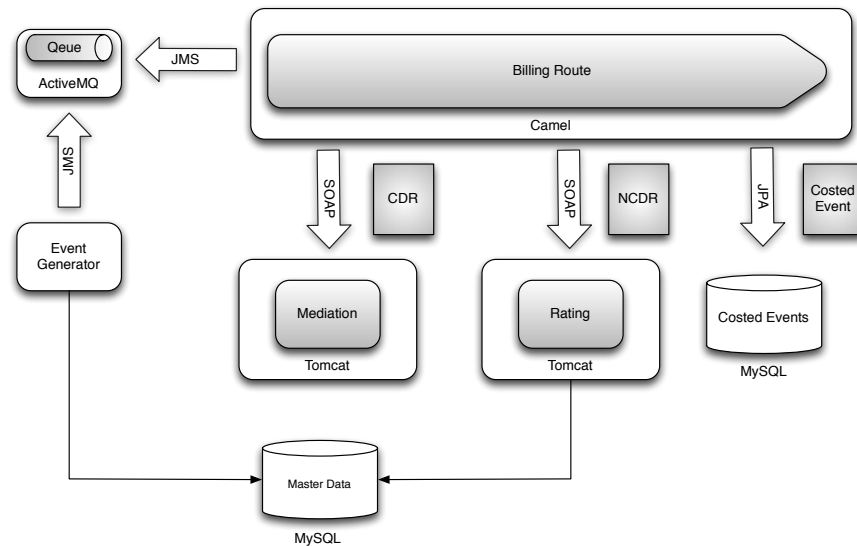 Qeue
ActiveMQ
JMS
Billing Route
Camel
JMS
SOAP
CDR
SOAP
NCDR
JPA
Costed
Event
Event
Generator
Mediation
Tomcat
Rating
Tomcat
Costed Events
MySQL
Master Data
MySQL